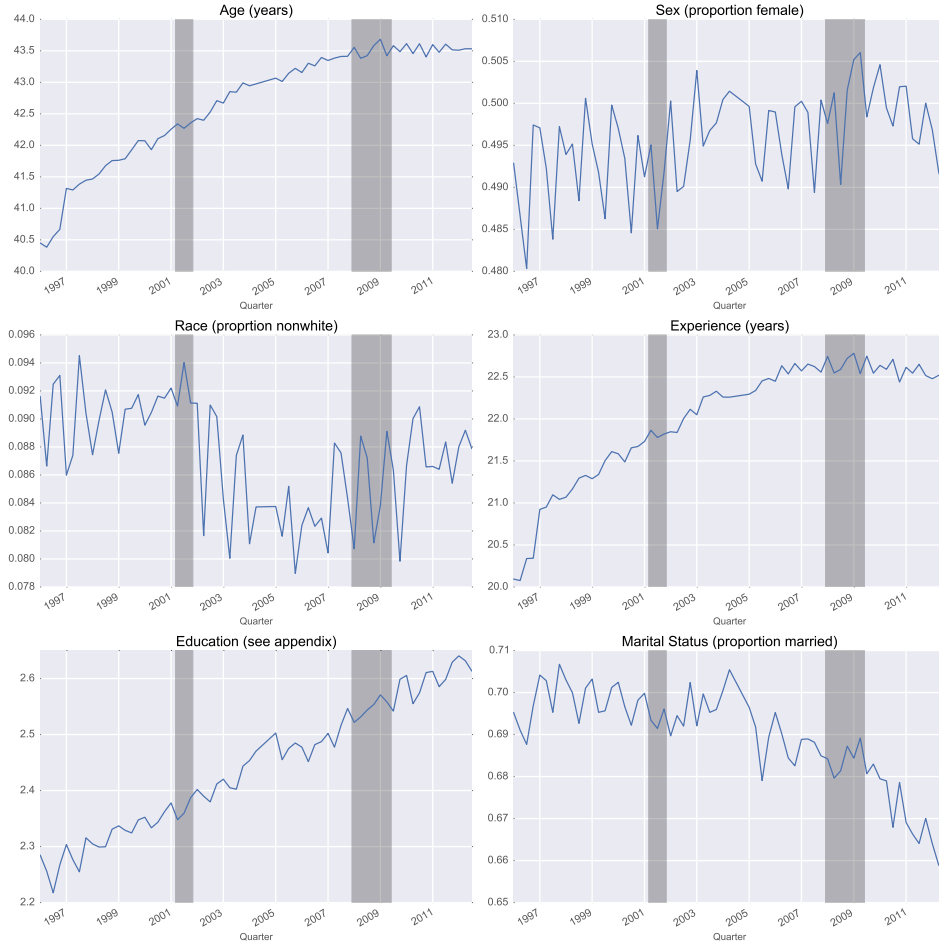 Age (years)
44.0
43.5
43.0
42.5
42.0
41.5
41.0
40.5
40.0
1997 1999 2001 2003 2005 2007 2009 2011
Quarter
Sex (proportion female)
0.510
0.505
0.500
0.495
0.490
0.485
0.480
1997 1999 2001 2003 2005 2007 2009 2011
Quarter
Race (proprtion nonwhite)
0.096
0.094
0.092
0.090
0.088
0.086
0.084
0.082
0.080
0.078
1997 1999 2001 2003 2005 2007 2009 2011
Quarter
Experience (years)
23.0
22.5
22.0
21.5
21.0
20.5
20.0
1997 1999 2001 2003 2005 2007 2009 2011
Quarter
Education (see appendix)
2.6
2.5
2.4
2.3
2.2
1997 1999 2001 2003 2005 2007 2009 2011
Quarter
Marital Status (proportion married)
0.71
0.70
0.69
0.68
0.67
0.66
0.65
1997 1999 2001 2003 2005 2007 2009 2011
Quarter